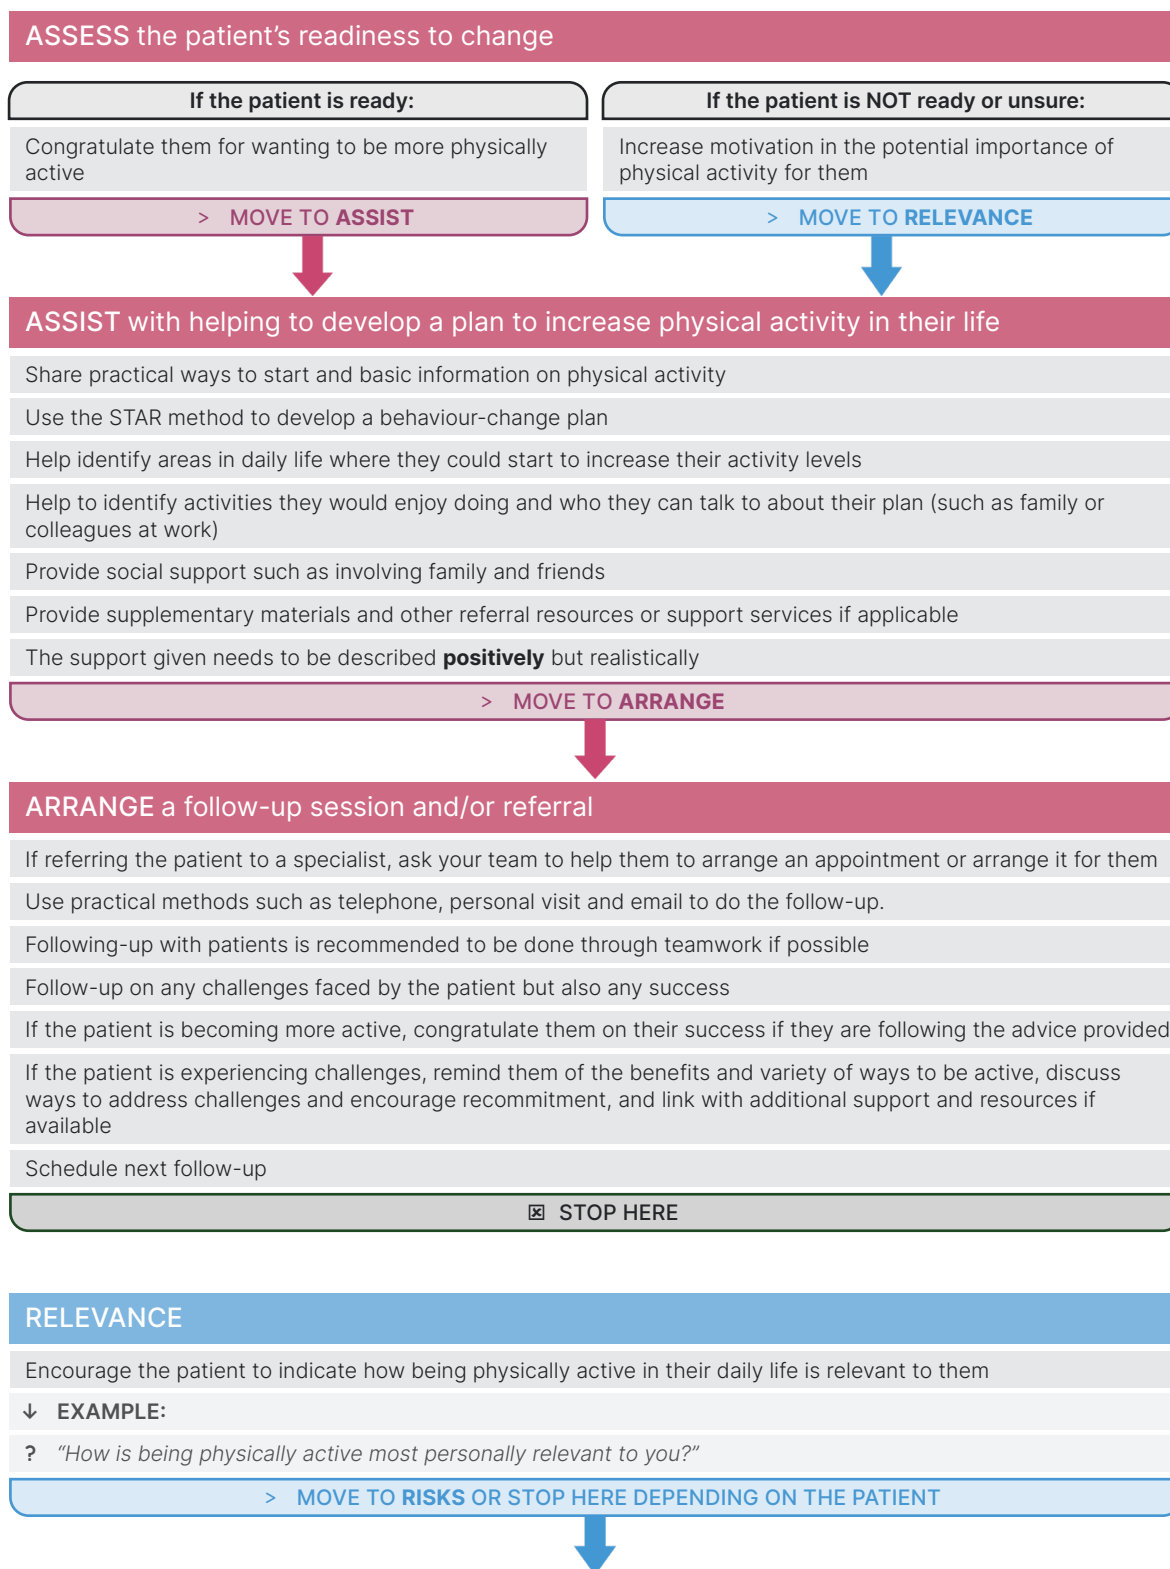 ASSESS the patient’s readiness to change
If the patient is ready:
Congratulate them for wanting to be more physically
active
> MOVE TO ASSIST
If the patient is NOT ready or unsure:
Increase motivation in the potential importance of
physical activity for them
> MOVE TO RELEVANCE
ASSIST with helping to develop a plan to increase physical activity in their life
Share practical ways to start and basic information on physical activity
Use the STAR method to develop a behaviour-change plan
Help identify areas in daily life where they could start to increase their activity levels
Help to identify activities they would enjoy doing and who they can talk to about their plan (such as family or
colleagues at work)
Provide social support such as involving family and friends
Provide supplementary materials and other referral resources or support services if applicable
The support given needs to be described positively but realistically
> MOVE TO ARRANGE
ARRANGE a follow-up session and/or referral
If referring the patient to a specialist, ask your team to help them to arrange an appointment or arrange it for them
Use practical methods such as telephone, personal visit and email to do the follow-up.
Following-up with patients is recommended to be done through teamwork if possible
Follow-up on any challenges faced by the patient but also any success
If the patient is becoming more active, congratulate them on their success if they are following the advice provided
If the patient is experiencing challenges, remind them of the benefits and variety of ways to be active, discuss
ways to address challenges and encourage recommitment, and link with additional support and resources if
available
Schedule next follow-up
☒ STOP HERE
RELEVANCE
Encourage the patient to indicate how being physically active in their daily life is relevant to them
↓ EXAMPLE:
? “How is being physically active most personally relevant to you?”
> MOVE TO RISKS OR STOP HERE DEPENDING ON THE PATIENT